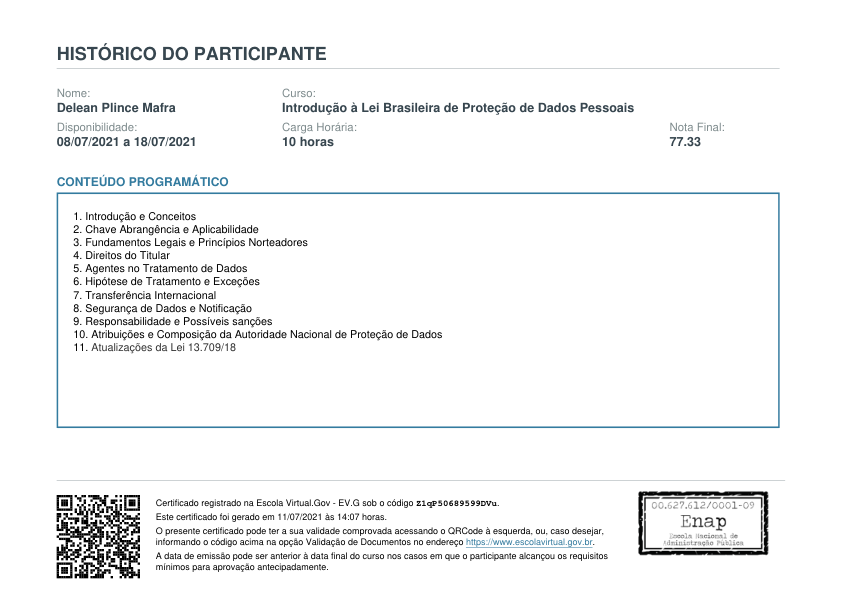 HISTÓRICO DO PARTICIPANTE
Nome:
Delean Plince Mafra
Curso:
Introdução à Lei Brasileira de Proteção de Dados Pessoais
Disponibilidade:
08/07/2021 a 18/07/2021
Carga Horária:
10 horas
Nota Final:
77.33
CONTEÚDO PROGRAMÁTICO
1. Introdução e Conceitos
2. Chave Abrangência e Aplicabilidade
3. Fundamentos Legais e Princípios Norteadores
4. Direitos do Titular
5. Agentes no Tratamento de Dados
6. Hipótese de Tratamento e Exceções
7. Transferência Internacional
8. Segurança de Dados e Notificação
9. Responsabilidade e Possíveis sanções
10. Atribuições e Composição da Autoridade Nacional de Proteção de Dados
11. Atualizações da Lei 13.709/18
Certificado registrado na Escola Virtual.Gov - EV.G sob o código Z1qP50689599DVu.
Este certificado foi gerado em 11/07/2021 às 14:07 horas.
O presente certificado pode ter a sua validade comprovada acessando o QRCode à esquerda, ou, caso desejar,
informando o código acima na opção Validação de Documentos no endereço https://www.escolavirtual.gov.br.
A data de emissão pode ser anterior à data final do curso nos casos em que o participante alcançou os requisitos
mínimos para aprovação antecipadamente.
00.627.612/0001-09
Enap
Escola Nacional de
Administração Pública